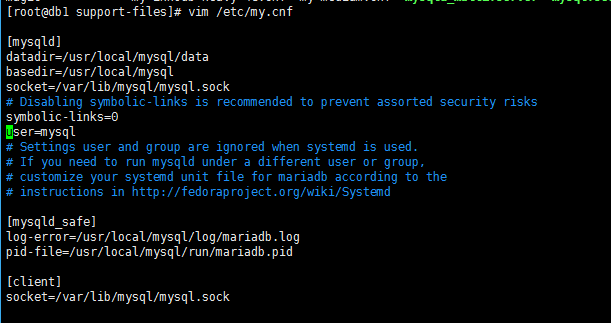 [root@db1 support-files]# vim /etc/my.cnf
[mysqld]
datadir=/usr/local/mysql/data
basedir=/usr/local/mysql
socket=/var/lib/mysql/mysql.sock
# Disabling symbolic-links is recommended to prevent assorted security risks
symbolic-links=0
user=mysql
# Settings user and group are ignored when systemd is used.
# If you need to run mysqld under a different user or group,
# customize your systemd unit file for mariadb according to the
# instructions in http://fedoraproject.org/wiki/Systemd
[mysqld_safe]
log-error=/usr/local/mysql/log/mariadb.log
pid-file=/usr/local/mysql/run/mariadb.pid
[client]
socket=/var/lib/mysql/mysql.sock